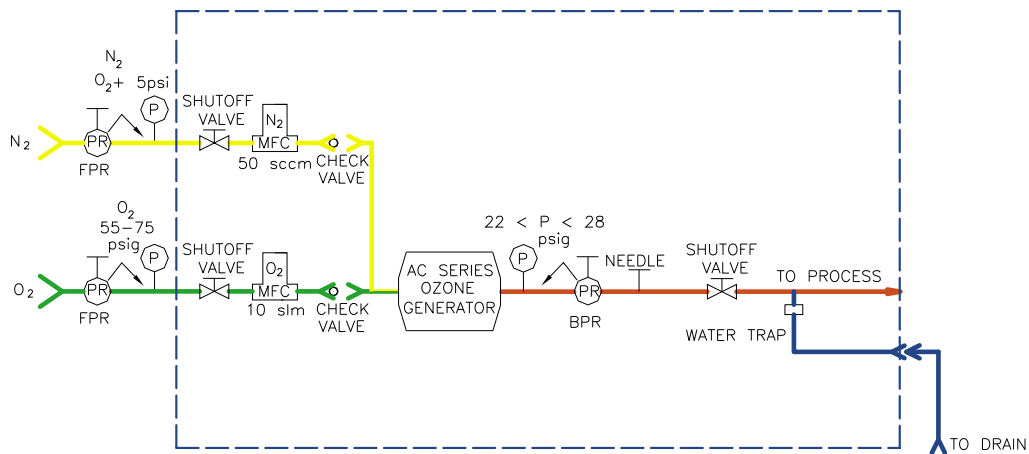 N2
O2+ 5psi
P
SHUTOFF
VALVE
N2
N2
PR
MFC
FPR
50 sccm
CHECK
VALVE
O2
55-75
psig
P
SHUTOFF
VALVE
O2
O2
PR
MFC
FPR
10 slm
CHECK
VALVE
AC SERIES
OZONE
GENERATOR
22 < P < 28
psig
P
PR
BPR
NEEDLE
SHUTOFF
VALVE
TO PROCESS
WATER TRAP
TO DRAIN